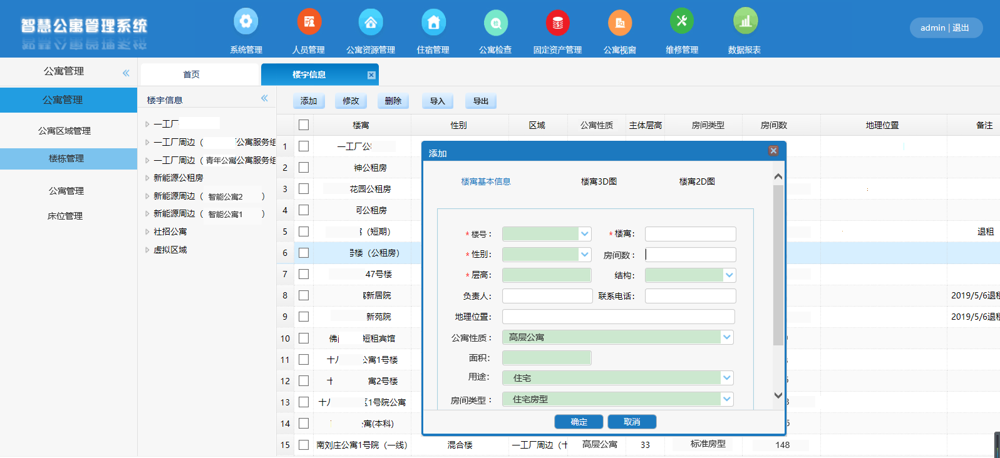 智慧公寓管理系统
系统管理 人员管理 公寓资源管理 住宿管理 公寓检查 固定资产管理 公寓视窗 维修管理 数据报表
admin | 退出
公寓管理
首页 楼宇信息
公寓管理
公寓区域管理
楼栋管理
公寓管理
床位管理
楼宇信息
一工厂
一工厂周边（ 公寓服务组
一工厂周边（ 青年公寓公寓服务组
新能源公租房
新能源周边（ 智能公寓2 ）
新能源周边（ 智能公寓1 ）
社招公寓
虚拟区域
添加 修改 删除 导入 导出
楼寓 性别 区域 公寓性质 主体层高 房间类型 房间数 地理位置 备注
1 一工厂公
2 神公租房
3 花园公租房
4 可公租房
5 （短期） 退租
6 号楼（公租房）
7 47号楼
8 寓新居院 2019/5/6退租
9 新苑院 2019/5/6退租
10 佛 短租宾馆
11 十 公寓1号楼
12 十 寓2号楼
13 十 区1号院公寓
14 寓(本科)
15 南刘庄公寓1号院（一线） 混合楼 一工厂周边（十 高层公寓 33 标准房型 148
添加
楼寓基本信息 楼寓3D图 楼寓2D图
* 楼号： * 楼寓：
* 性别： 房间数：
* 层高： 结构：
负责人： 联系电话：
地理位置：
公寓性质： 高层公寓
面积：
用途： 住宅
房间类型： 住宅房型
确定 取消